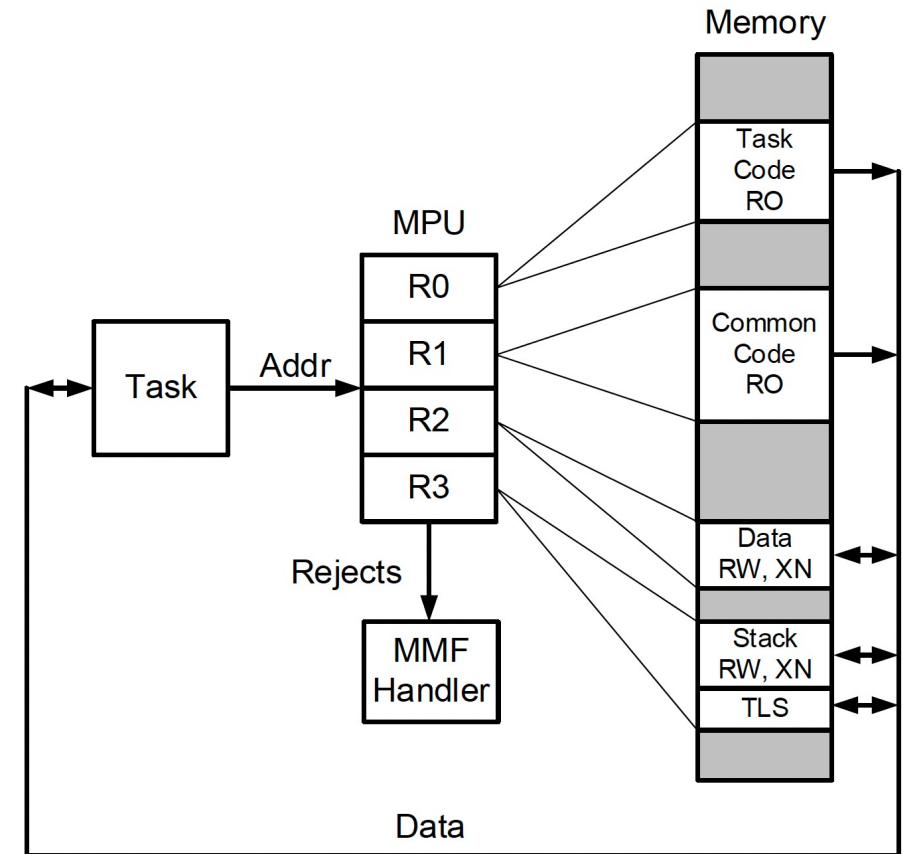 Memory
Task
Code
RO
MPU
R0
R1
R2
R3
Common
Code
RO
Task
Addr
Data
RW, XN
Rejects
MMF
Handler
Stack
RW, XN
TLS
Data